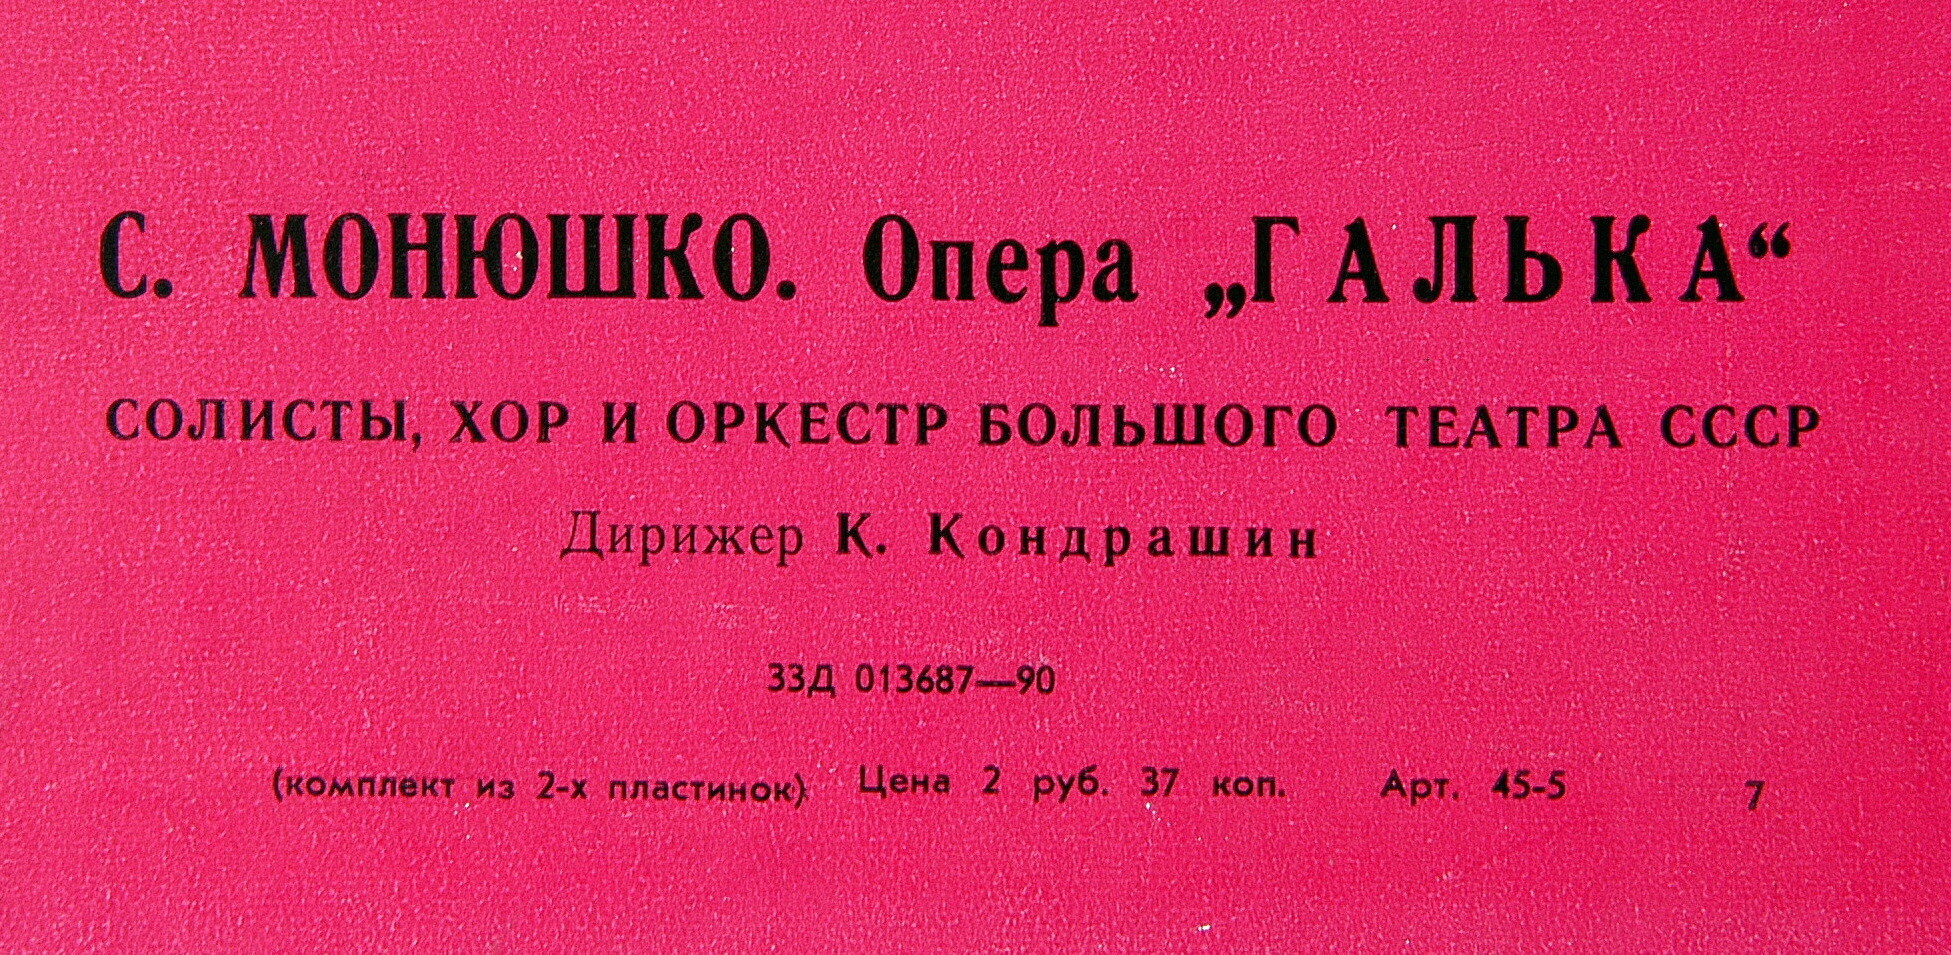 С. МОНЮШКО. Опера „ГАЛЬКА“
СОЛИСТЫ, ХОР И ОРКЕСТР БОЛЬШОГО ТЕАТРА СССР
Дирижер К. Кондрашин
33Д 013687—90
(комплект из 2-х пластинок) Цена 2 руб. 37 коп. Арт. 45-5 7